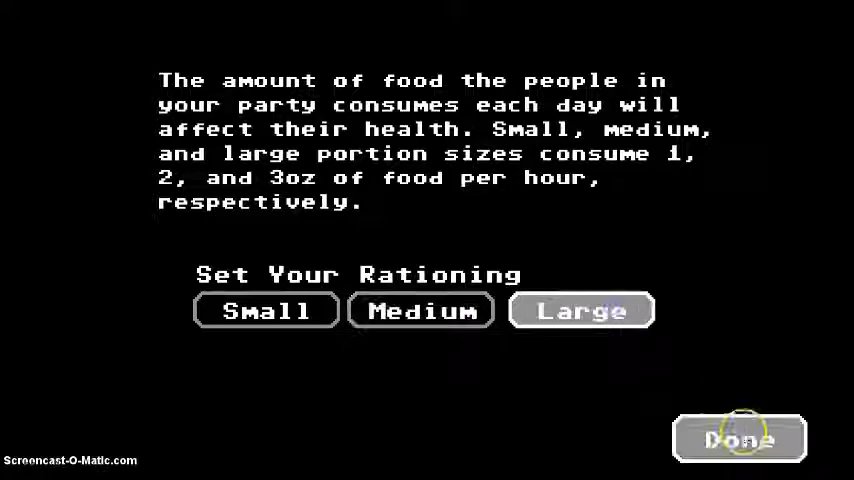 The amount of food the people in
your party consumes each day will
affect their health. Small, medium,
and large portion sizes consume 1,
2, and 3oz of food per hour,
respectively.
Set Your Rationing
Small Medium Large
Done
Screencast-O-Matic.com